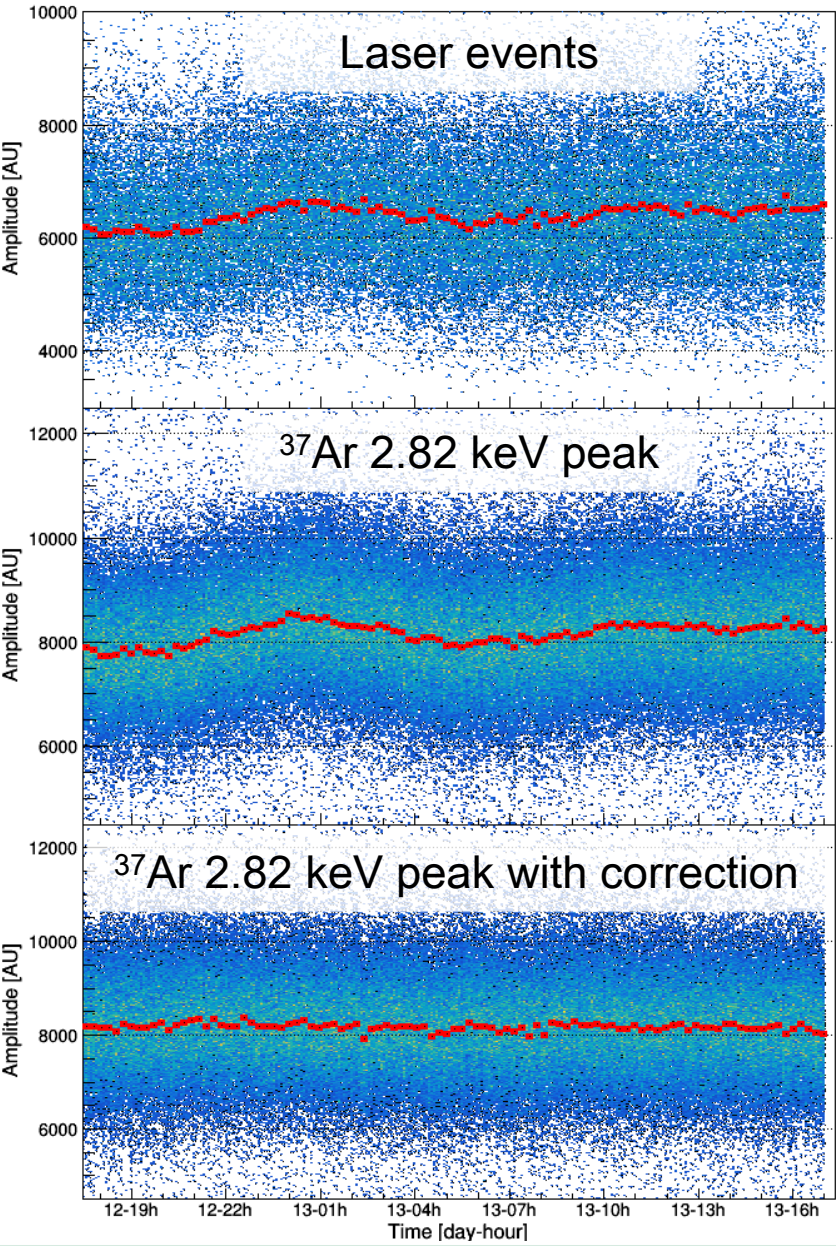 Laser events
Amplitude [AU]
10000
8000
6000
4000
³⁷Ar 2.82 keV peak
Amplitude [AU]
12000
10000
8000
6000
³⁷Ar 2.82 keV peak with correction
Amplitude [AU]
12000
10000
8000
6000
12-19h 12-22h 13-01h 13-04h 13-07h 13-10h 13-13h 13-16h
Time [day-hour]